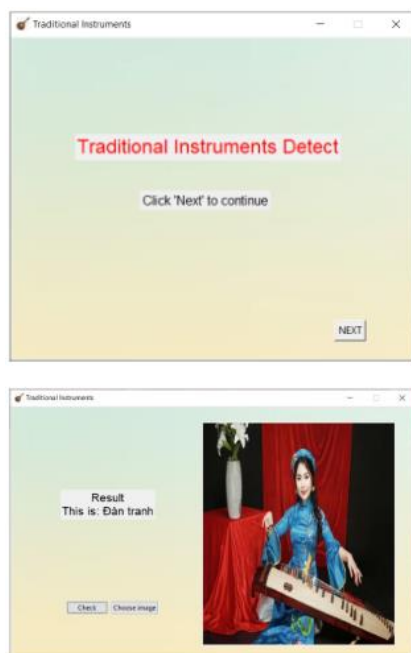 Traditional Instruments
Traditional Instruments Detect
Click 'Next' to continue
NEXT
Traditional Instruments
Result
This is: Đàn tranh
Check
Choose image